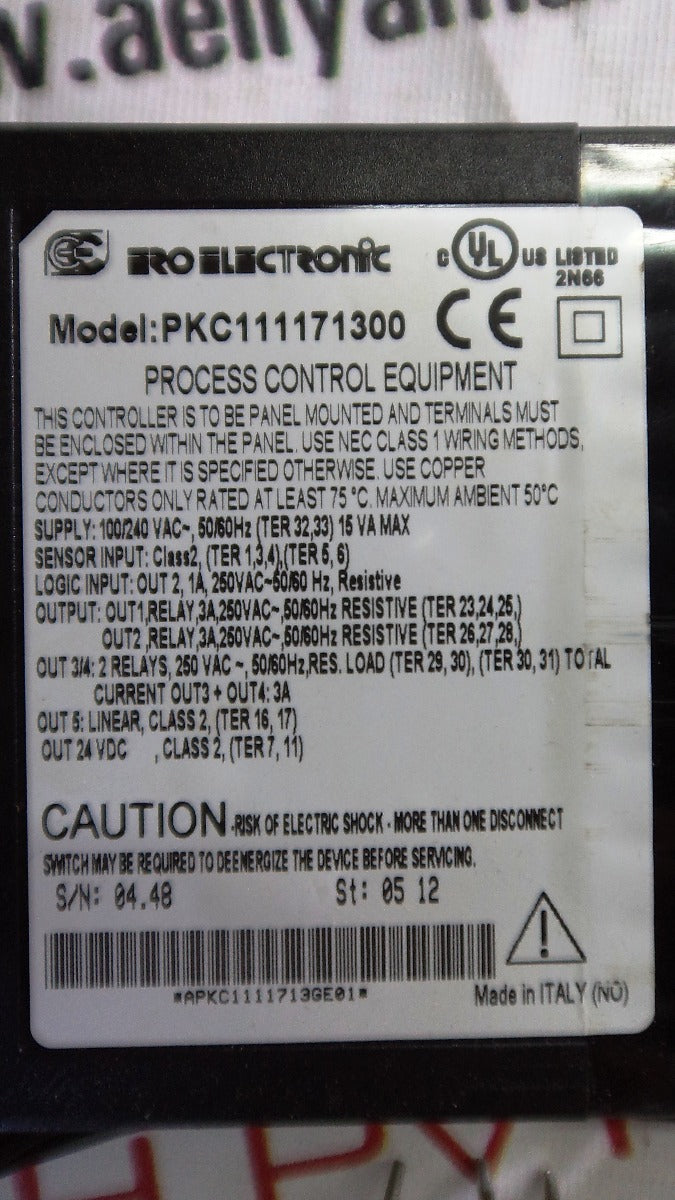 w.aeliyama
ERO ELECTRONIC
C UL US LISTED
2N66
Model:PKC111171300 CE
PROCESS CONTROL EQUIPMENT
THIS CONTROLLER IS TO BE PANEL MOUNTED AND TERMINALS MUST
BE ENCLOSED WITHIN THE PANEL. USE NEC CLASS 1 WIRING METHODS,
EXCEPT WHERE IT IS SPECIFIED OTHERWISE. USE COPPER
CONDUCTORS ONLY RATED AT LEAST 75 °C. MAXIMUM AMBIENT 50°C
SUPPLY: 100/240 VAC~, 50/60Hz (TER 32,33) 15 VA MAX
SENSOR INPUT: Class2, (TER 1,3,4),(TER 5, 6)
LOGIC INPUT: OUT 2, 1A, 250VAC~50/60 Hz, Resistive
OUTPUT: OUT1,RELAY,3A,250VAC~,50/60Hz RESISTIVE (TER 23,24,25,)
OUT2 ,RELAY,3A,250VAC~,50/60Hz RESISTIVE (TER 26,27,28,)
OUT 3/4: 2 RELAYS, 250 VAC ~, 50/60Hz,RES. LOAD (TER 29, 30), (TER 30, 31) TOTAL
CURRENT OUT3 + OUT4: 3A
OUT 5: LINEAR, CLASS 2, (TER 16, 17)
OUT 24 VDC , CLASS 2, (TER 7, 11)
CAUTION -RISK OF ELECTRIC SHOCK - MORE THAN ONE DISCONNECT
SWITCH MAY BE REQUIRED TO DEENERGIZE THE DEVICE BEFORE SERVICING.
S/N: 04.48 St: 05 12
*APKC1111713GE01*
Made in ITALY (NO)